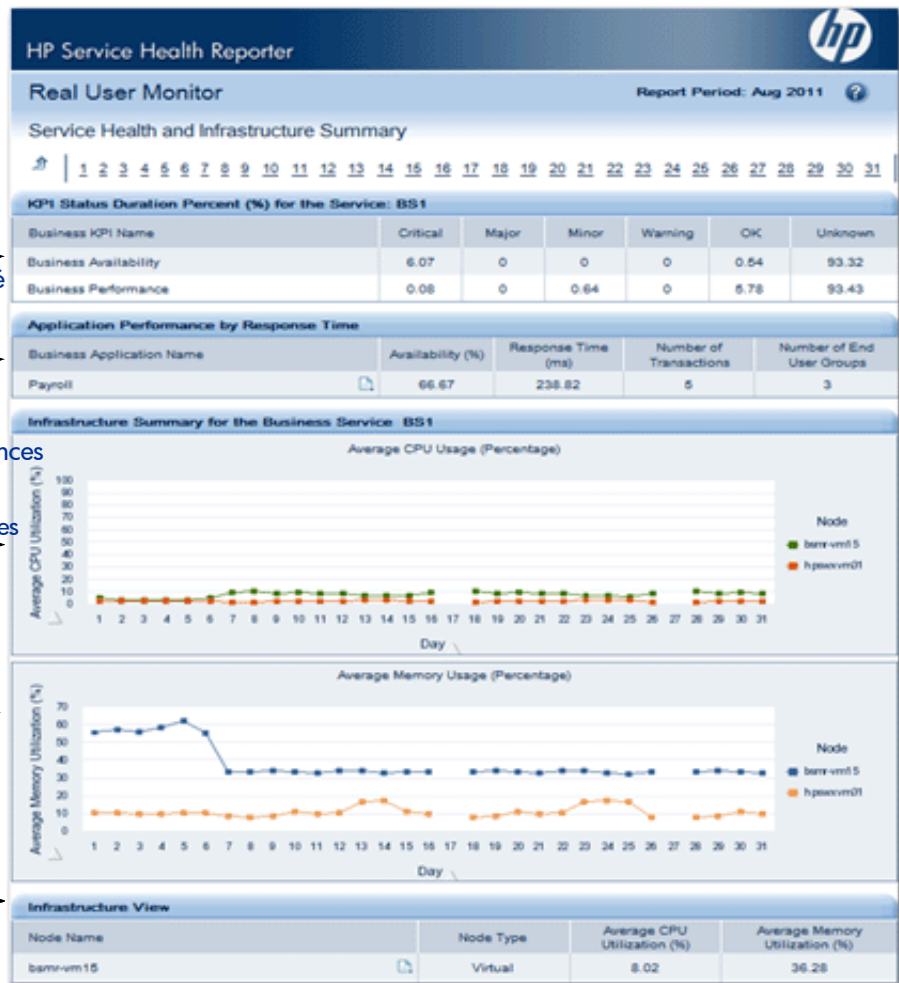 hp
HP Service Health Reporter
Real User Monitor
Report Period: Aug 2011 ?
Service Health and Infrastructure Summary
1 2 3 4 5 6 7 8 9 10 11 12 13 14 15 16 17 18 19 20 21 22 23 24 25 26 27 28 29 30 31
KPI Status Duration Percent (%) for the Service: BS1
Business KPI Name Critical Major Minor Warning OK Unknown
Business Availability 6.07 0 0 0 0.54 93.32
é
Business Performance 0.08 0 0.64 0 5.78 93.43
Application Performance by Response Time
Business Application Name Availability (%) Response Time (ms) Number of Transactions Number of End User Groups
Payroll 66.67 238.82 5 3
Infrastructure Summary for the Business Service BS1
nces
Average CPU Usage (Percentage)
Average CPU Utilization (%)
100
90
80
70
60
50
40
30
20
10
0
es
Node
bsmr-vm15
1 2 3 4 5 6 7 8 9 10 11 12 13 14 15 16 17 18 19 20 21 22 23 24 25 26 27 28 29 30 31
Day
Average Memory Usage (Percentage)
Average Memory Utilization (%)
70
60
50
40
30
20
10
0
Node
bsmr-vm15
1 2 3 4 5 6 7 8 9 10 11 12 13 14 15 16 17 18 19 20 21 22 23 24 25 26 27 28 29 30 31
Day
Infrastructure View
Node Name Node Type Average CPU Utilization (%) Average Memory Utilization (%)
bsmr-vm15 Virtual 8.02 36.28